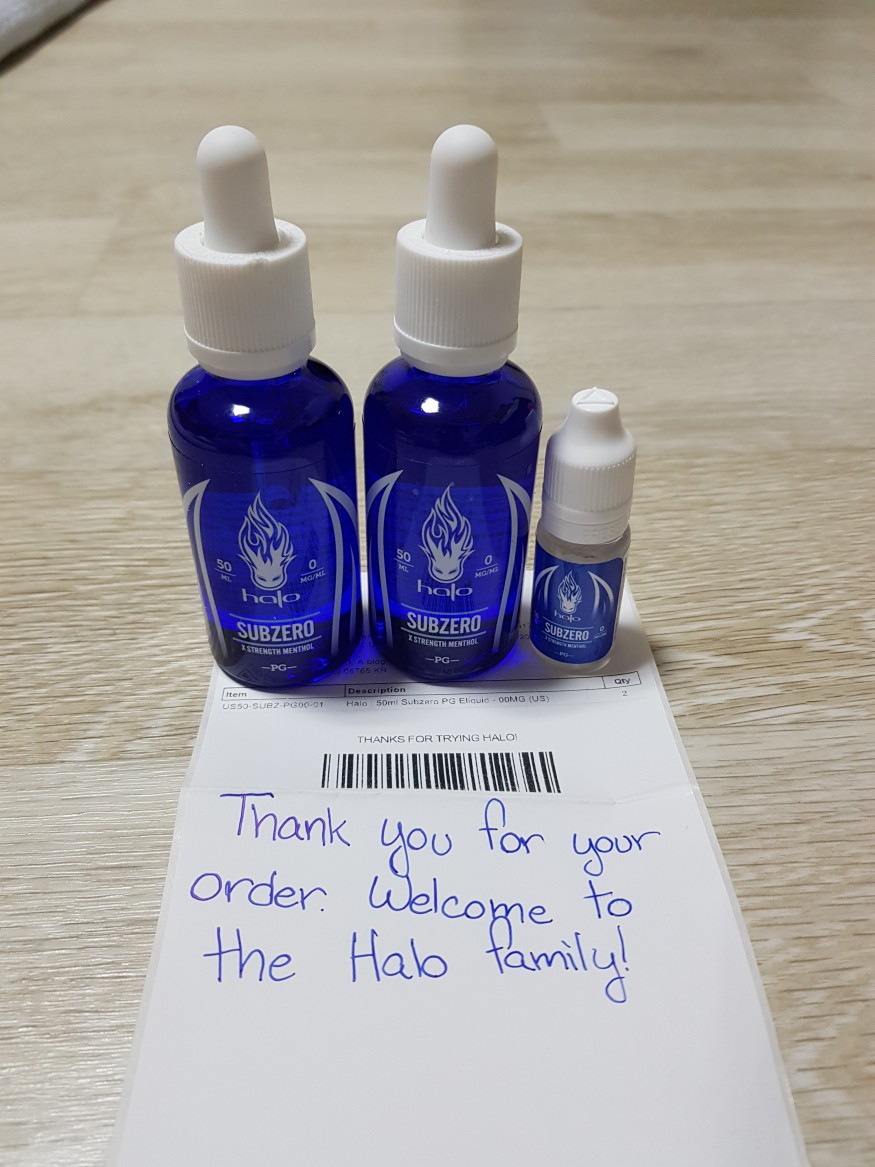 50
ML
0
MG/ML
halo
SUBZERO
X STRENGTH MENTHOL
—PG—
50
ML
0
MG/ML
halo
SUBZERO
X STRENGTH MENTHOL
—PG—
halo
SUBZERO
0
X STRENGTH MENTHOL
—PG—
Item Description Qty
US50-SUBZ-PG00-01 Halo 50ml Subzero PG Eliquid - 00MG (US) 2
THANKS FOR TRYING HALO!
Thank you for your
order. Welcome to
the Halo family!